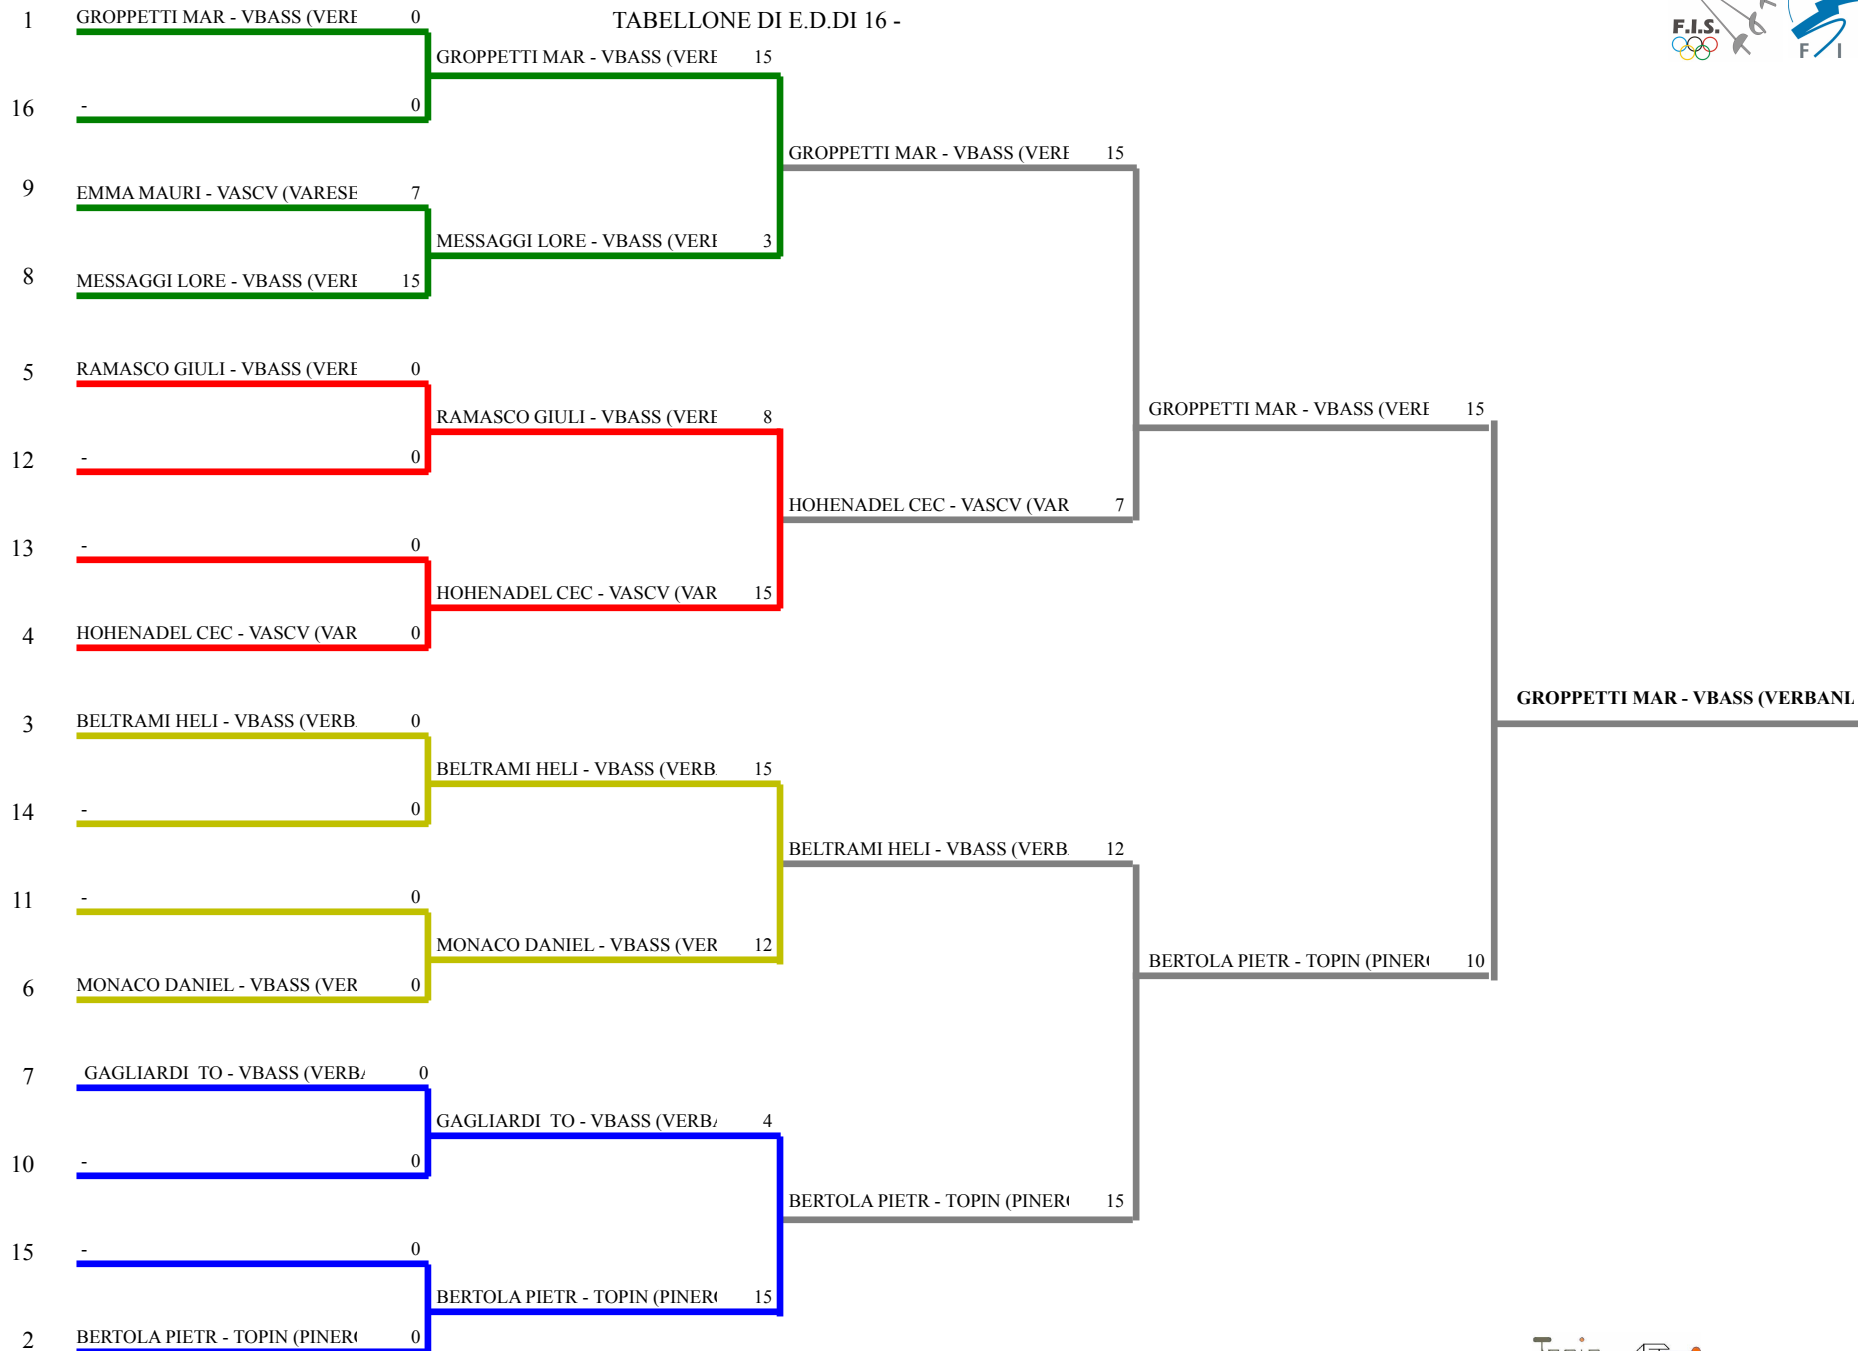 TABELLONE DI E.D.DI 16 -
F.I.S.
F I
1 GROPPETTI MAR - VBASS (VERE 0
GROPPETTI MAR - VBASS (VERE 15
16 - 0
GROPPETTI MAR - VBASS (VERE 15
9 EMMA MAURI - VASCV (VARESE 7
MESSAGGI LORE - VBASS (VERE 3
8 MESSAGGI LORE - VBASS (VERE 15
5 RAMASCO GIULI - VBASS (VERE 0
GROPPETTI MAR - VBASS (VERE 15
RAMASCO GIULI - VBASS (VERE 8
12 - 0
HOHENADEL CEC - VASCV (VAR 7
13 - 0
HOHENADEL CEC - VASCV (VAR 15
4 HOHENADEL CEC - VASCV (VAR 0
GROPPETTI MAR - VBASS (VERBANI
3 BELTRAMI HELI - VBASS (VERB 0
BELTRAMI HELI - VBASS (VERB 15
14 - 0
BELTRAMI HELI - VBASS (VERB 12
11 - 0
MONACO DANIEL - VBASS (VER 12
BERTOLA PIETR - TOPIN (PINER 10
6 MONACO DANIEL - VBASS (VER 0
7 GAGLIARDI TO - VBASS (VERB 0
GAGLIARDI TO - VBASS (VERB 4
10 - 0
BERTOLA PIETR - TOPIN (PINER 15
15 - 0
BERTOLA PIETR - TOPIN (PINER 15
2 BERTOLA PIETR - TOPIN (PINER 0